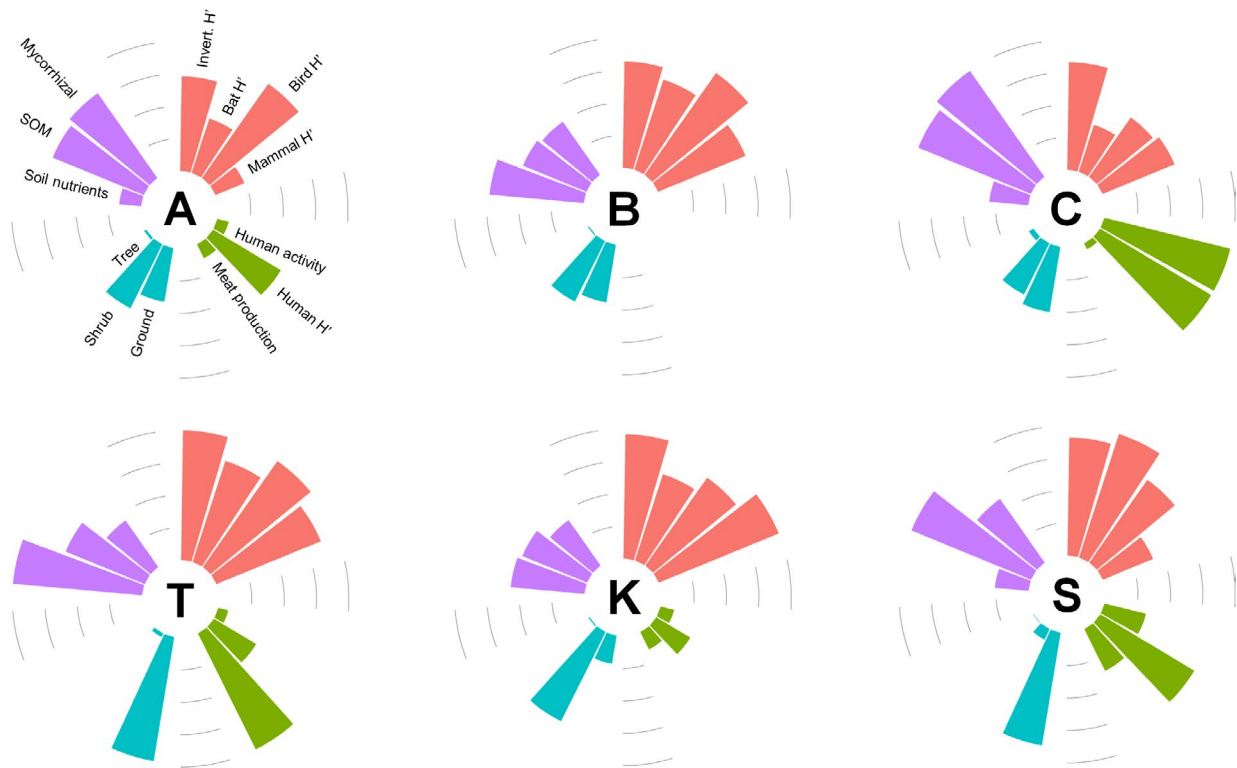 Invert. H'
Bat H'
Bird H'
Mammal H'
Mycorrhizal
SOM
Soil nutrients
A
Human activity
Human H'
Meat production
Tree
Shrub
Ground
B
C
T
K
S